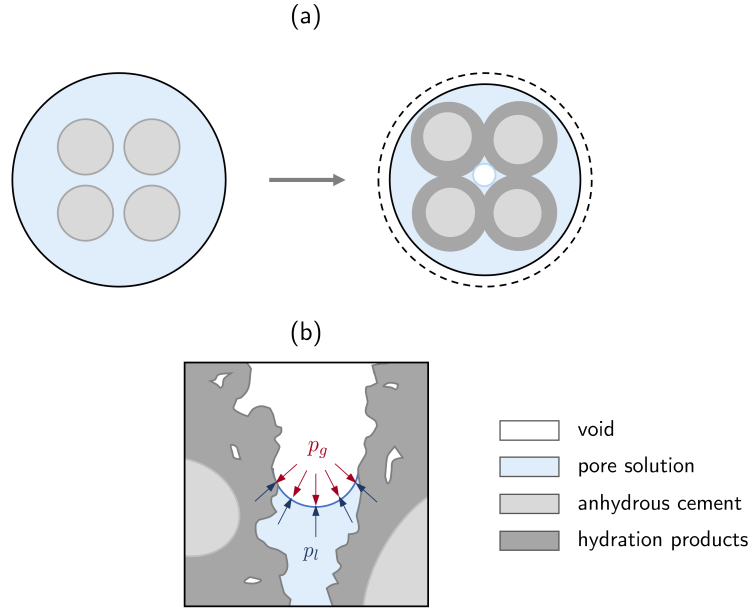 (a)
(b)
p_g
p_l
void
pore solution
anhydrous cement
hydration products